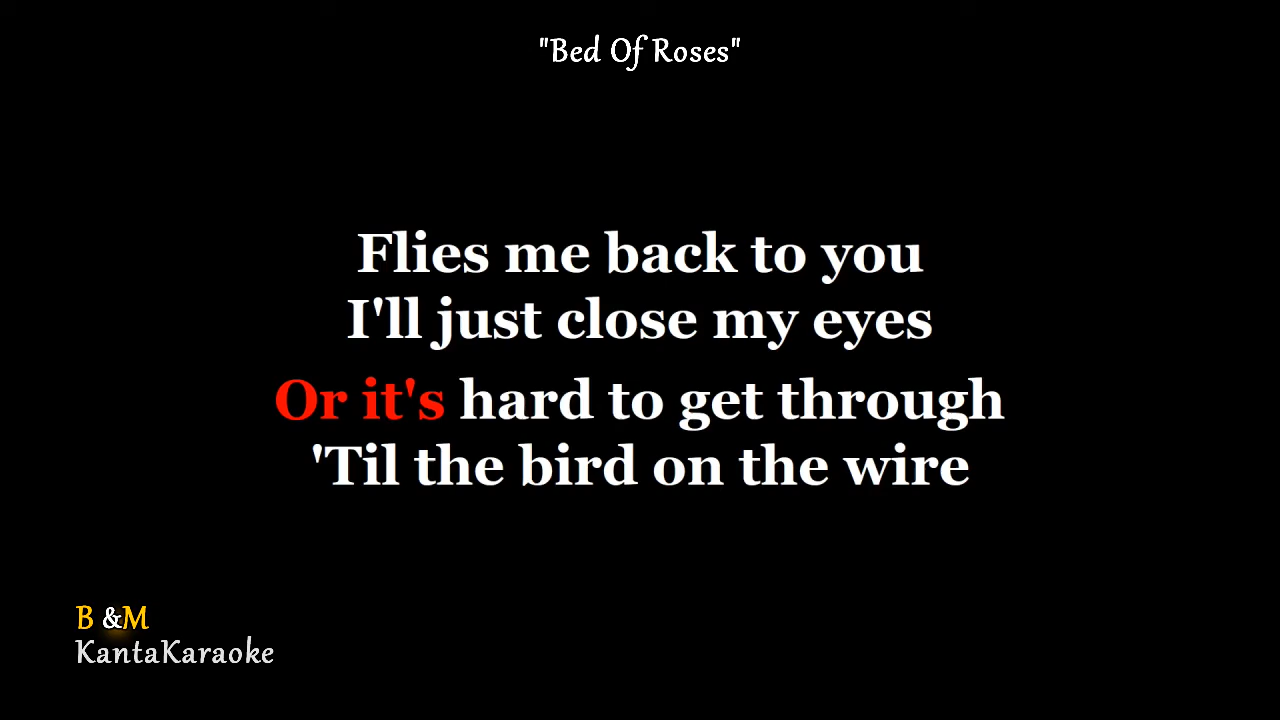 "Bed Of Roses"
Flies me back to you
I'll just close my eyes
Or it's hard to get through
'Til the bird on the wire
B &M
KantaKaraoke